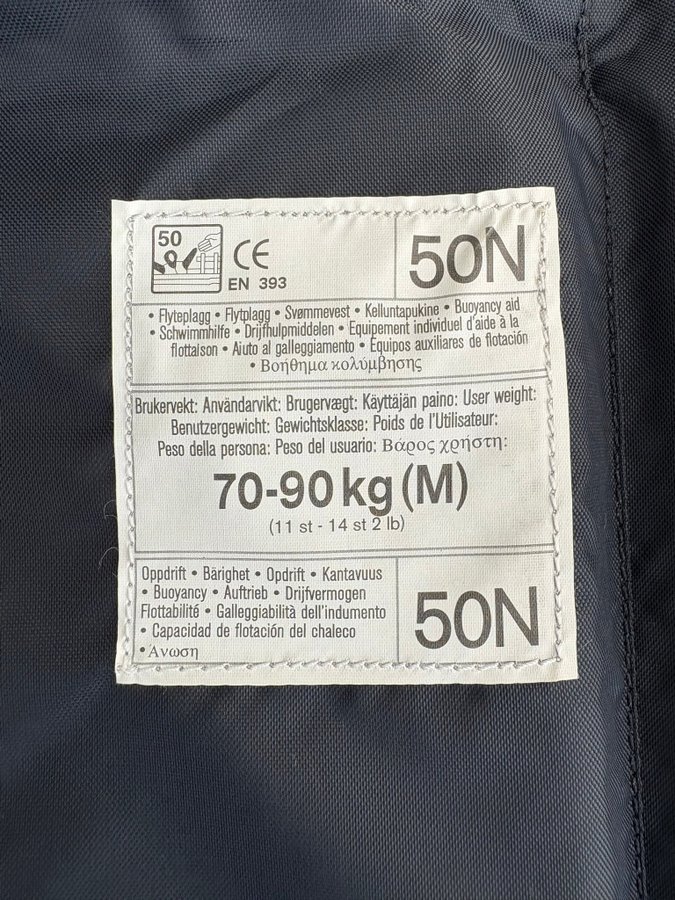 50
CE
EN 393
50N
• Flyteplagg • Flytplagg • Svømmevest • Kelluntapukine • Buoyancy aid
• Schwimmhilfe • Drijfhulpmiddelen • Equipement individuel d'aide à la
flottaison • Aiuto al galleggiamento • Équipos auxiliares de flotación
• Βοήθημα κολύμβησης
Brukervekt: Användarvikt: Brugervægt: Käyttäjän paino: User weight:
Benutzergewicht: Gewichtsklasse: Poids de l'Utilisateur:
Peso della persona: Peso del usuario: Βάρος χρήστη:
70-90 kg (M)
(11 st - 14 st 2 lb)
Oppdrift • Bärighet • Opdrift • Kantavuus
• Buoyancy • Auftrieb • Drijfvermogen
Flottabilitó • Galleggiabilità dell'indumento
• Capacidad de flotación del chaleco
• Άνωση
50N